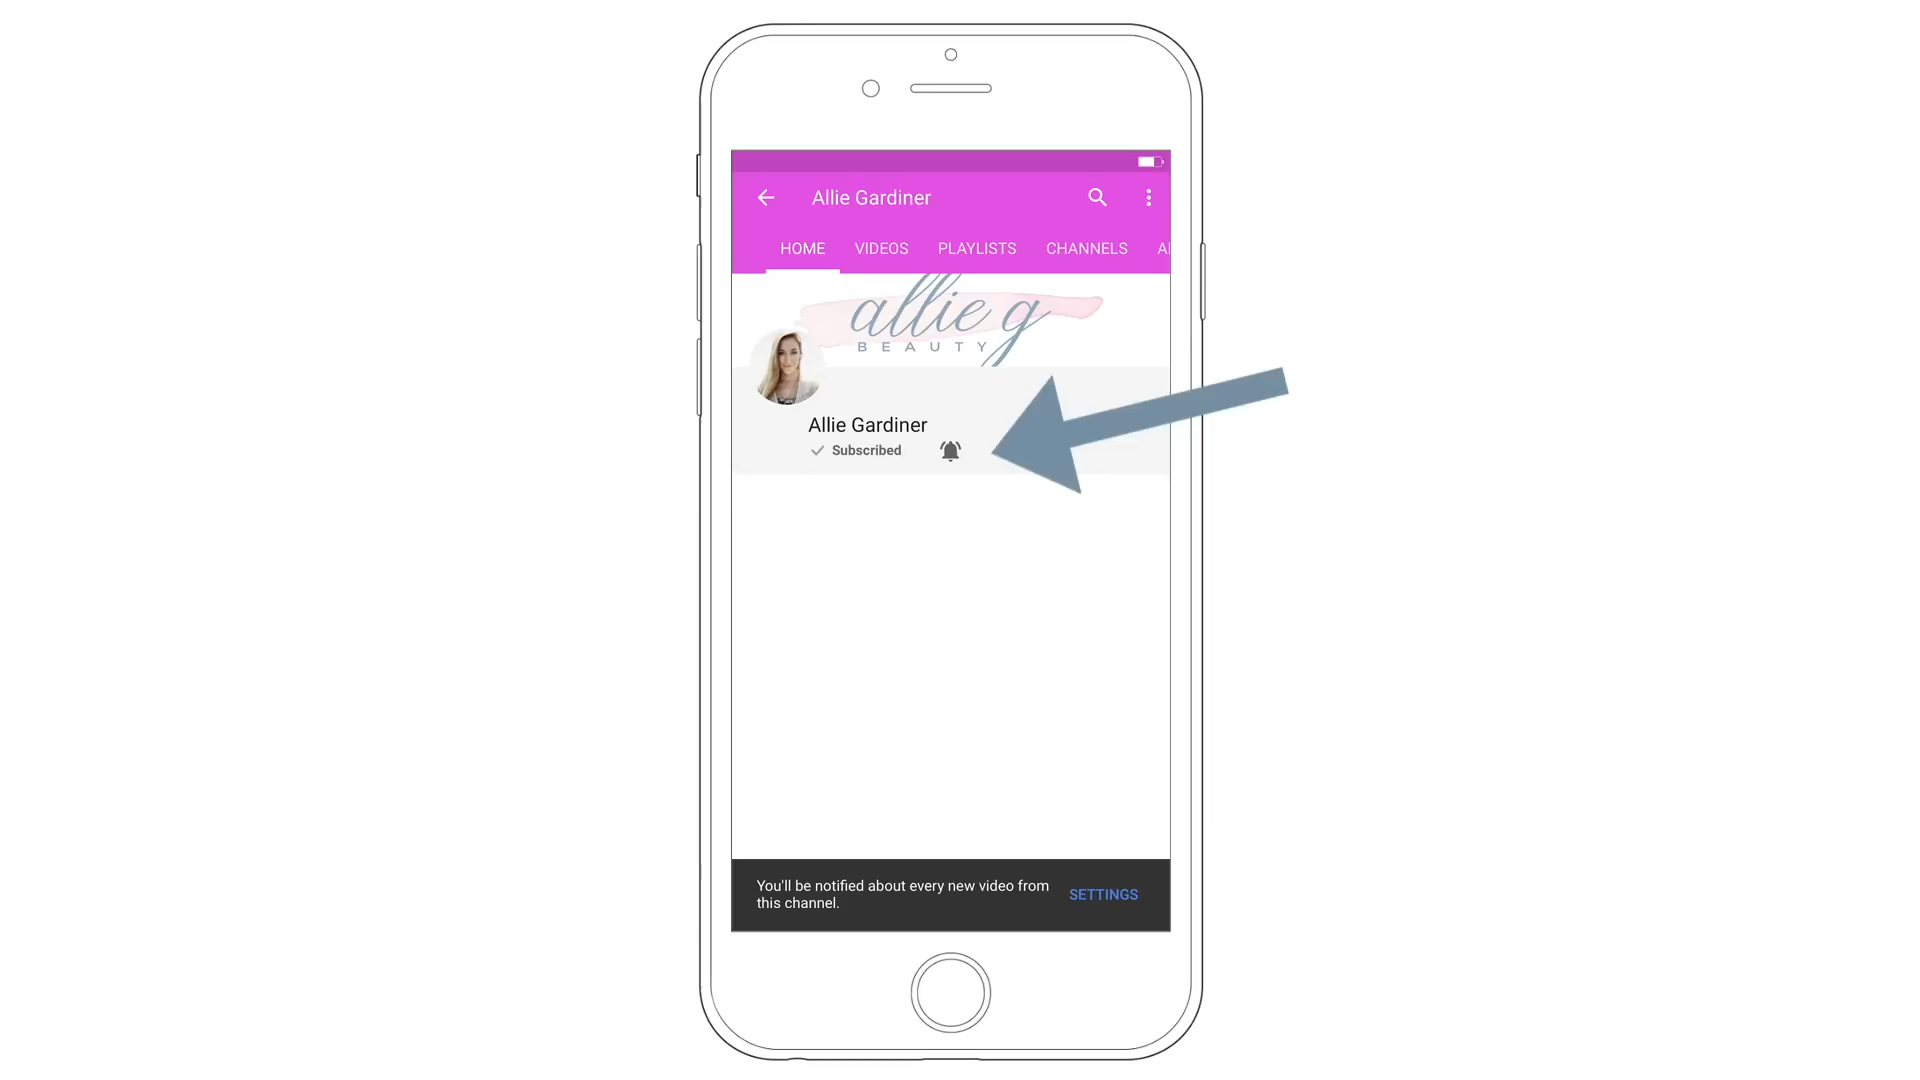 Allie Gardiner
HOME VIDEOS PLAYLISTS CHANNELS
allie g
BEAUTY
Allie Gardiner
Subscribed
You'll be notified about every new video from
this channel.
SETTINGS